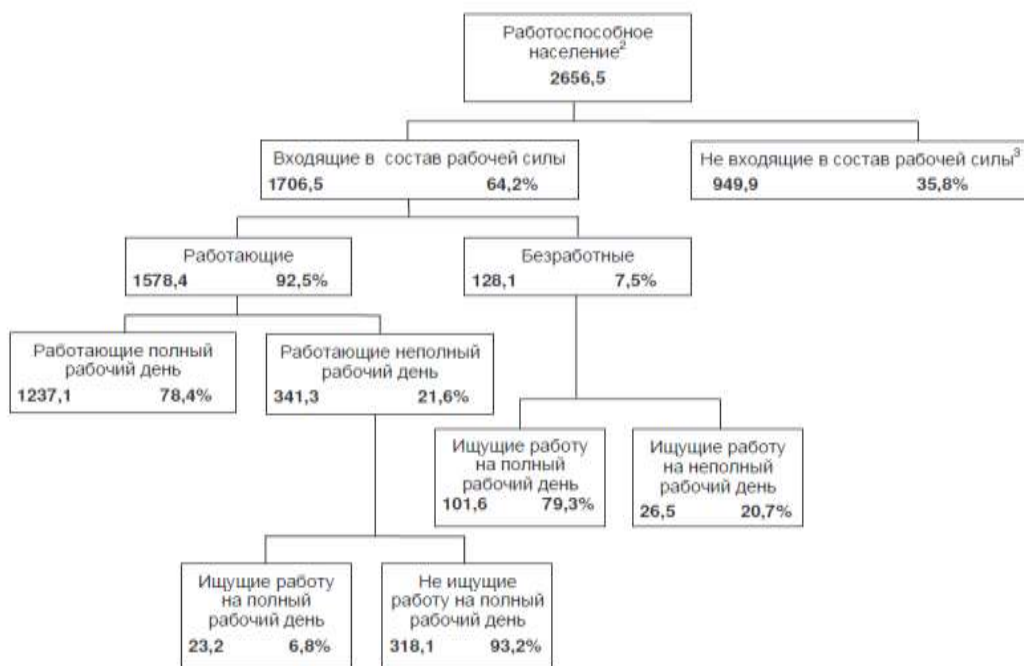 Работоспособное
население²
2656,5
Входящие в состав рабочей силы
1706,5 64,2%
Не входящие в состав рабочей силы³
949,9 35,8%
Работающие
1578,4 92,5%
Безработные
128,1 7,5%
Работающие полный
рабочий день
1237,1 78,4%
Работающие неполный
рабочий день
341,3 21,6%
Ищущие работу
на полный
рабочий день
101,6 79,3%
Ищущие работу
на неполный
рабочий день
26,5 20,7%
Ищущие работу
на полный
рабочий день
23,2 6,8%
Не ищущие
работу на полный
рабочий день
318,1 93,2%